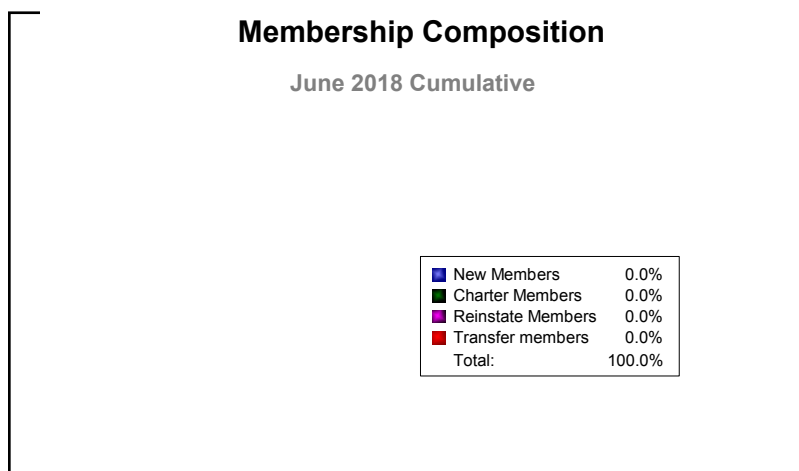 Membership Composition
June 2018 Cumulative
New Members 0.0%
Charter Members 0.0%
Reinstate Members 0.0%
Transfer members 0.0%
Total: 100.0%